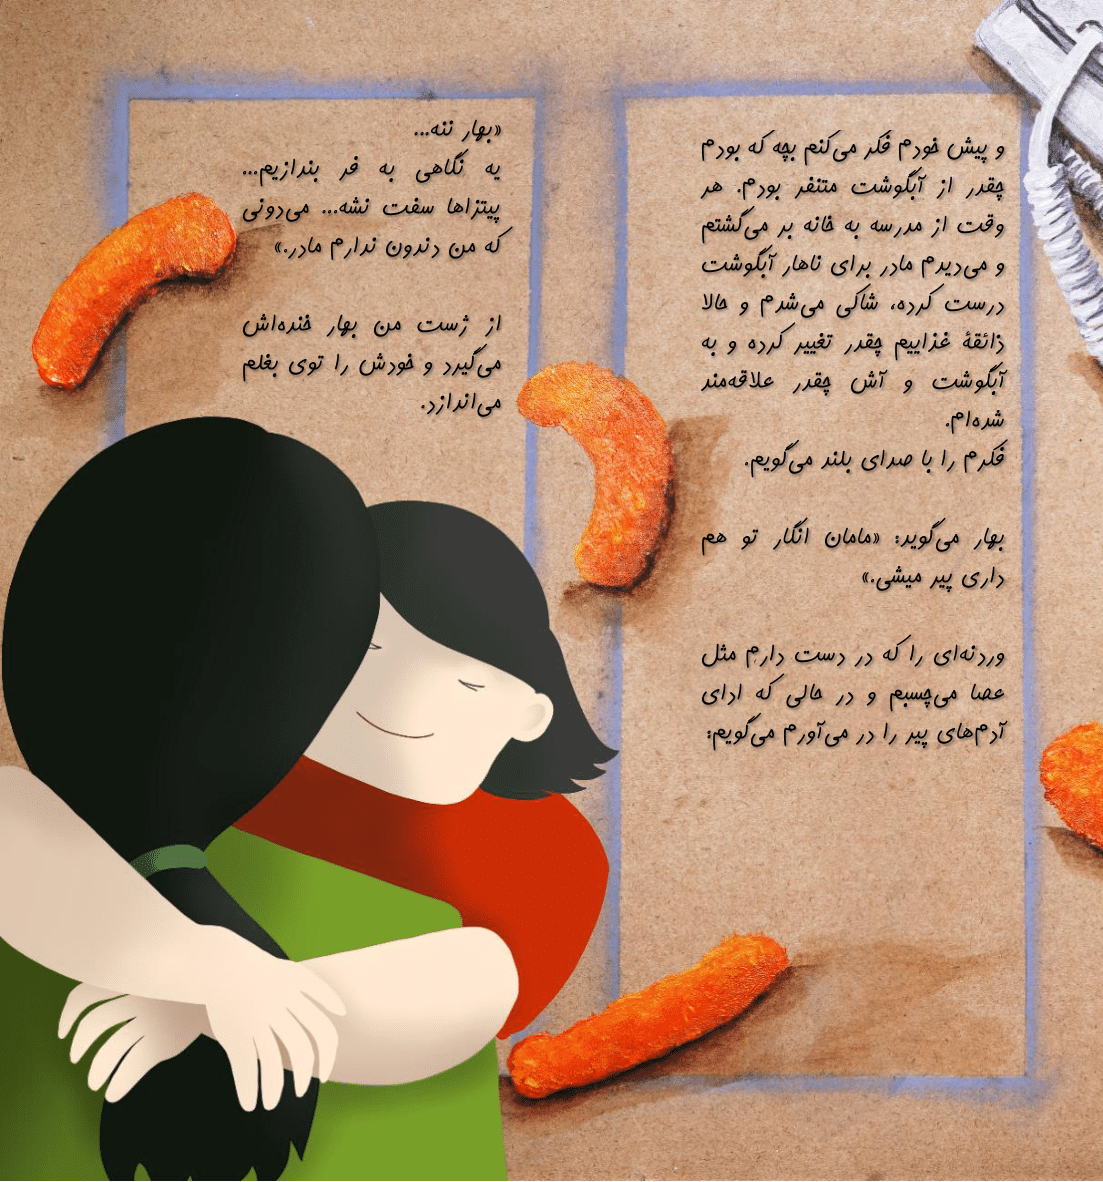 و پیش خودم فکر می‌کنم بچه که بودم
چقدر از آبگوشت متنفر بودم. هر
وقت از مدرسه به خانه بر می‌گشتم
و می‌دیدم مادر برای ناهار آبگوشت
درست کرده، شاکی می‌شدم و حالا
ذائقهٔ غذاییم چقدر تغییر کرده و به
آبگوشت و آش چقدر علاقه‌مند
شده‌ام.
فکرم را با صدای بلند می‌گویم.
بهار می‌گوید: «مامان انگار تو هم
داری پیر میشی.»
وردنه‌ای را که در دست دارم مثل
عصا می‌چسبم و در حالی که ادای
آدم‌های پیر را در می‌آورم می‌گویم:
«بهار ننه...
یه نگاهی به فر بندازیم...
پیتزاها سفت نشه... می‌دونی
که من دندون ندارم مادر.»
از ژست من بهار خنده‌اش
می‌گیرد و خودش را توی بغلم
می‌اندازد.